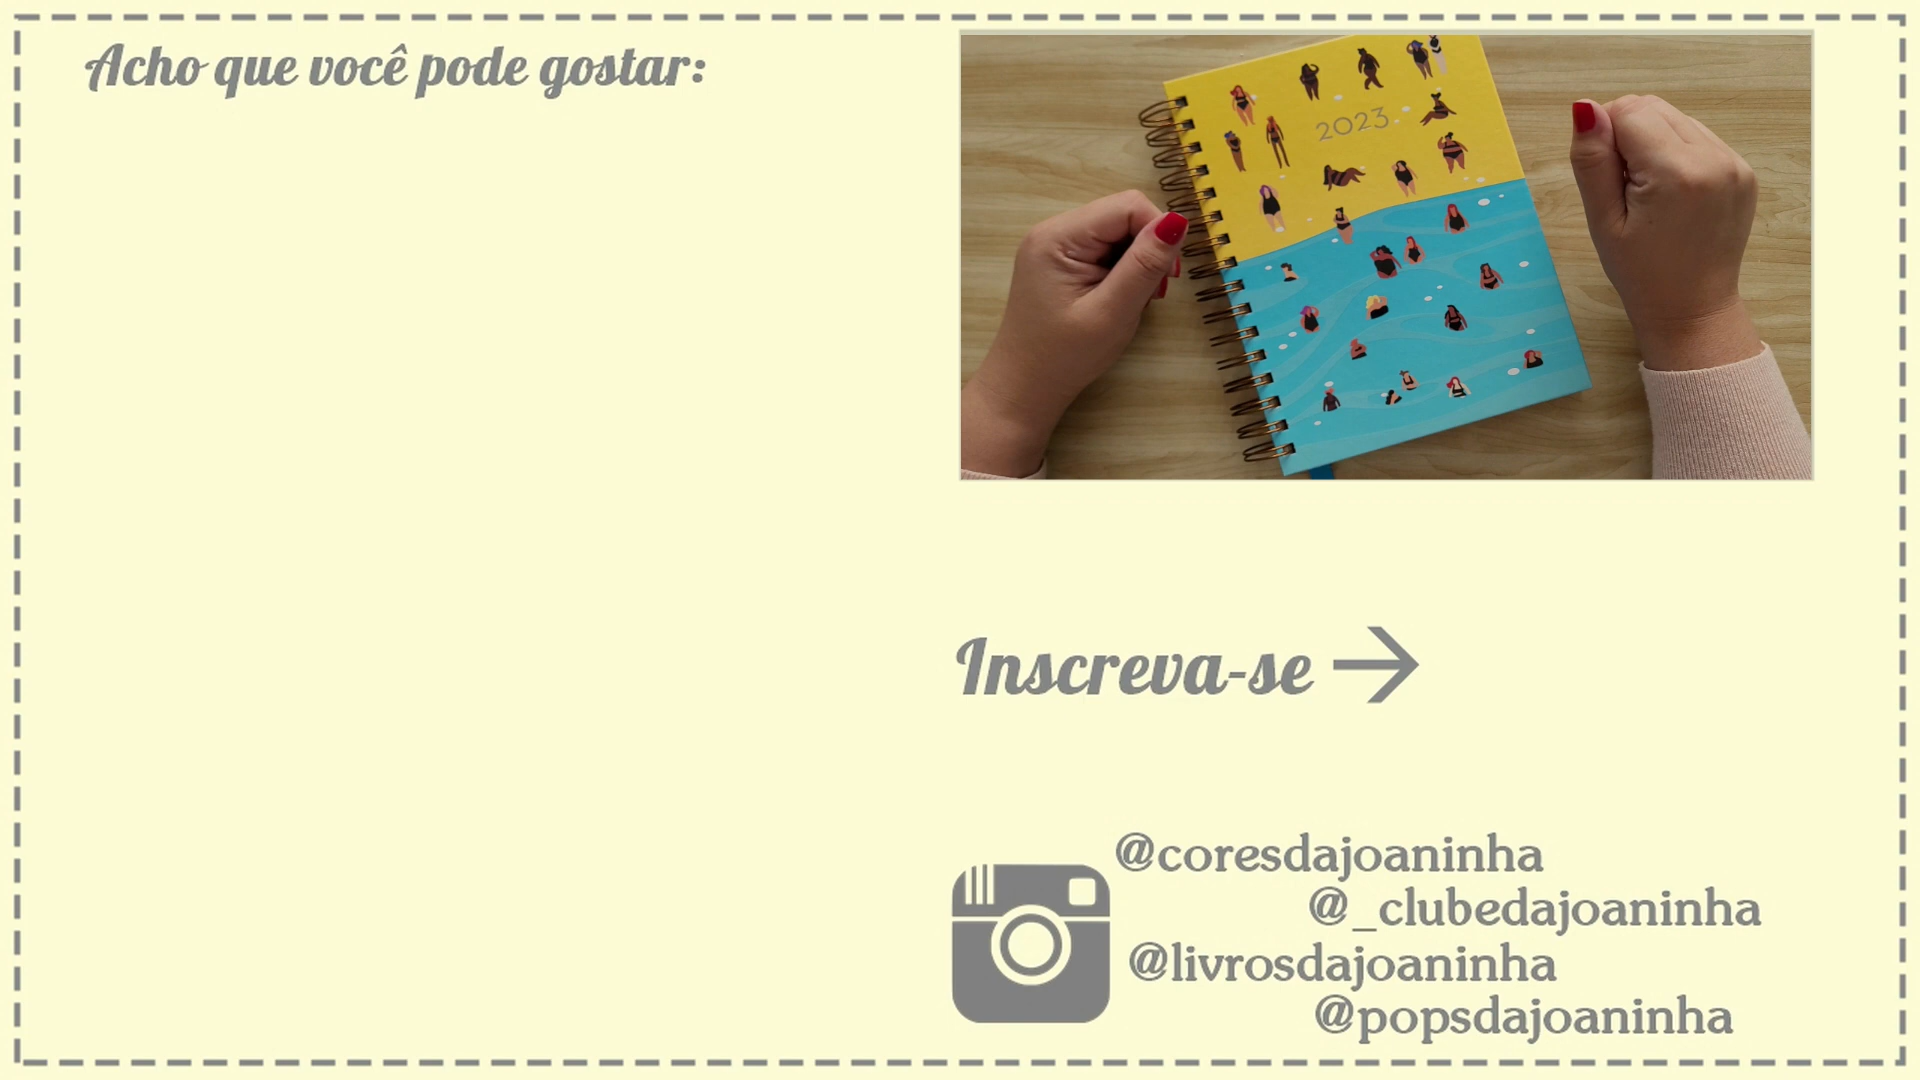 Acho que você pode gostar:
2023
Inscreva-se
@coresdajoaninha
@_clubedajoaninha
@livrosdajoaninha
@popsdajoaninha